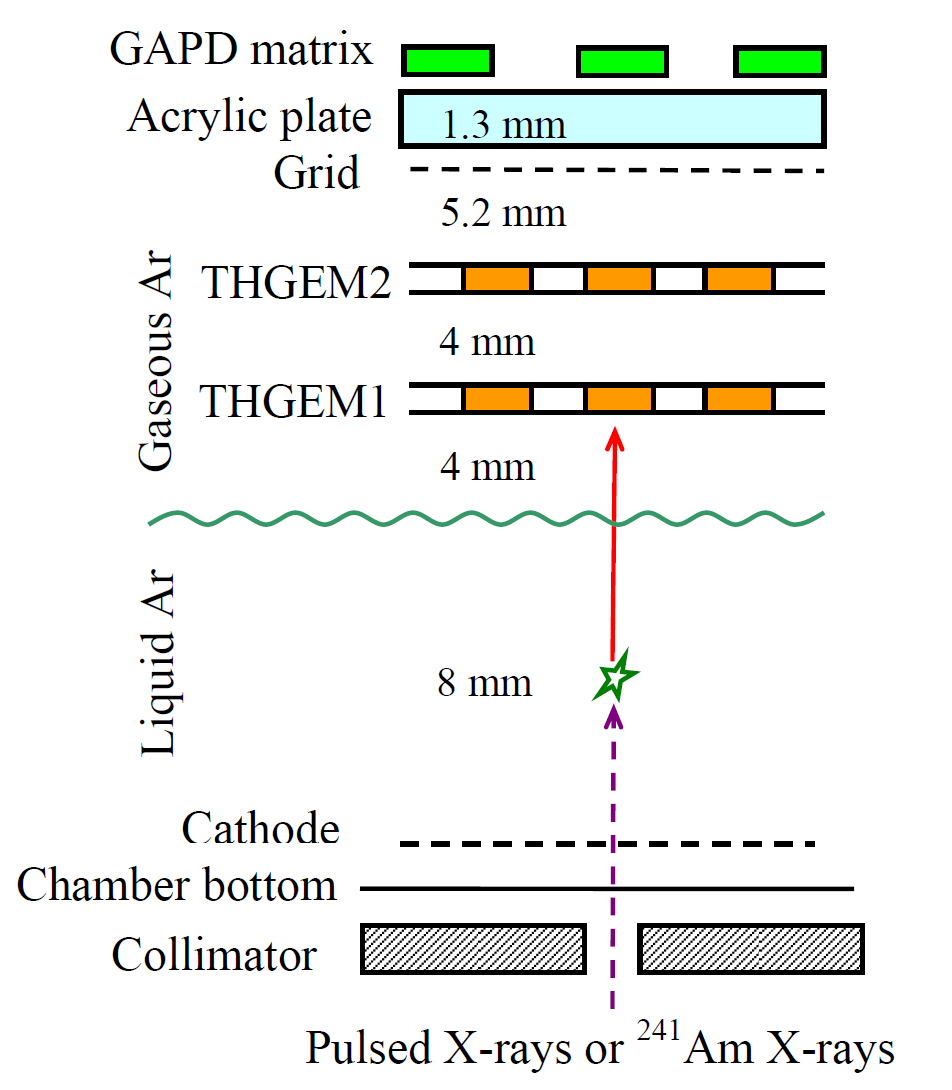 GAPD matrix
Acrylic plate
1.3 mm
Grid
5.2 mm
THGEM2
4 mm
THGEM1
4 mm
Gaseous Ar
Liquid Ar
8 mm
Cathode
Chamber bottom
Collimator
Pulsed X-rays or ²⁴¹Am X-rays